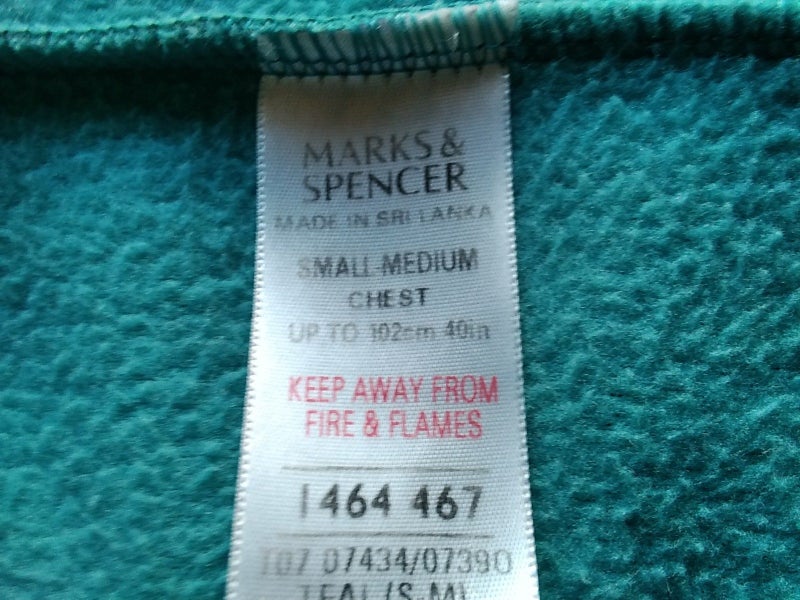 MARKS &
SPENCER
MADE IN SRI LANKA
SMALL-MEDIUM
CHEST
UP TO 102cm 40in
KEEP AWAY FROM
FIRE & FLAMES
1464 467
T07 07434/07390
TEAL (S-M)